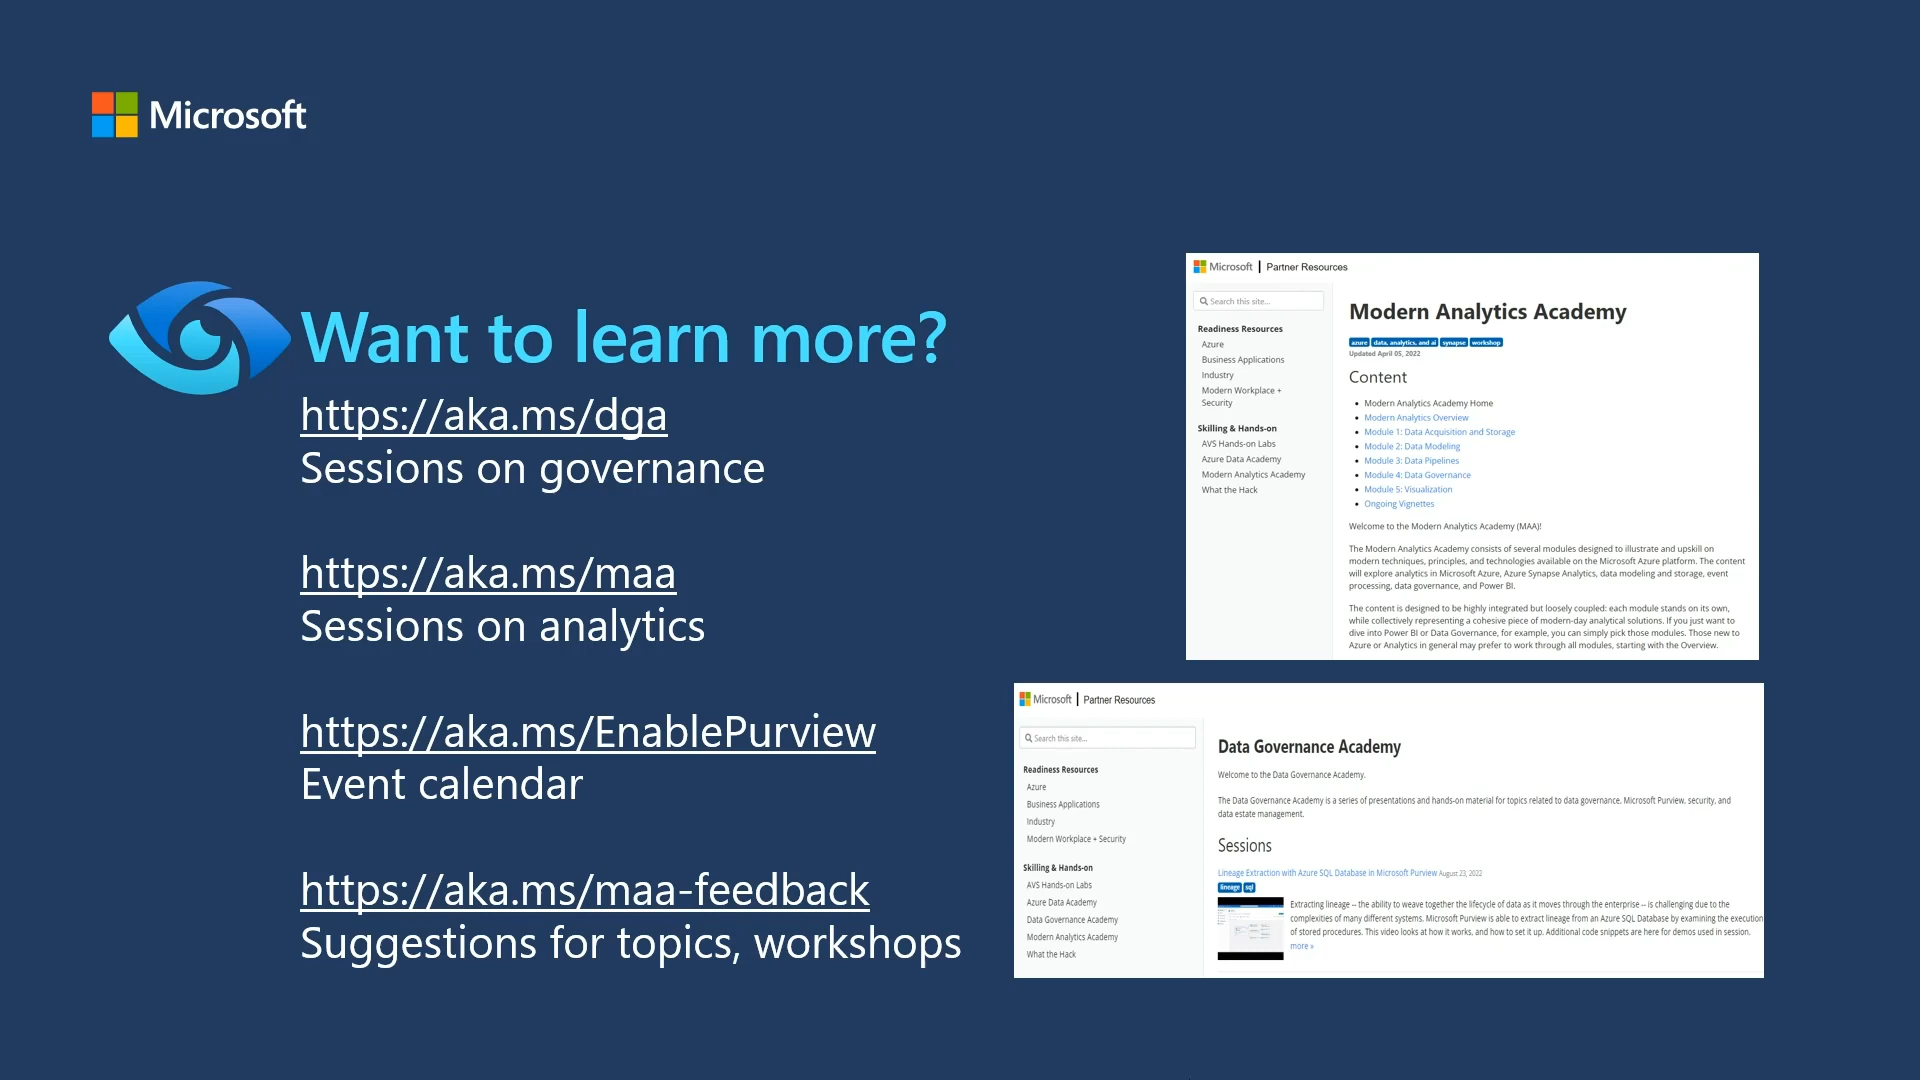 Microsoft
Want to learn more?
https://aka.ms/dga
Sessions on governance
https://aka.ms/maa
Sessions on analytics
https://aka.ms/EnablePurview
Event calendar
https://aka.ms/maa-feedback
Suggestions for topics, workshops
Microsoft | Partner Resources
Search this site...
Readiness Resources
Azure
Business Applications
Industry
Modern Workplace +
Security
Skilling & Hands-on
AVS Hands-on Labs
Azure Data Academy
Modern Analytics Academy
What the Hack
Modern Analytics Academy
azure data, analytics, and ai synapse workshop
Updated April 05, 2022
Content
Modern Analytics Academy Home
Modern Analytics Overview
Module 1: Data Acquisition and Storage
Module 2: Data Modeling
Module 3: Data Pipelines
Module 4: Data Governance
Module 5: Visualization
Ongoing Vignettes
Welcome to the Modern Analytics Academy (MAA)!
The Modern Analytics Academy consists of several modules designed to illustrate and upskill on
modern techniques, principles, and technologies available on the Microsoft Azure platform. The content
will explore analytics in Microsoft Azure, Azure Synapse Analytics, data modeling and storage, event
processing, data governance, and Power BI.
The content is designed to be highly integrated but loosely coupled: each module stands on its own,
while collectively representing a cohesive piece of modern-day analytical solutions. If you just want to
dive into Power BI or Data Governance, for example, you can simply pick those modules. Those new to
Azure or Analytics in general may prefer to work through all modules, starting with the Overview.
Microsoft | Partner Resources
Search this site...
Readiness Resources
Azure
Business Applications
Industry
Modern Workplace + Security
Skilling & Hands-on
AVS Hands-on Labs
Azure Data Academy
Data Governance Academy
Modern Analytics Academy
What the Hack
Data Governance Academy
Welcome to the Data Governance Academy.
The Data Governance Academy is a series of presentations and hands-on material for topics related to data governance, Microsoft Purview, security, and
data estate management.
Sessions
Lineage Extraction with Azure SQL Database in Microsoft Purview August 23, 2022
lineage sql
Extracting lineage -- the ability to weave together the lifecycle of data as it moves through the enterprise -- is challenging due to the
complexities of many different systems. Microsoft Purview is able to extract lineage from an Azure SQL Database by examining the execution
of stored procedures. This video looks at how it works, and how to set it up. Additional code snippets are here for demos used in session.
more »